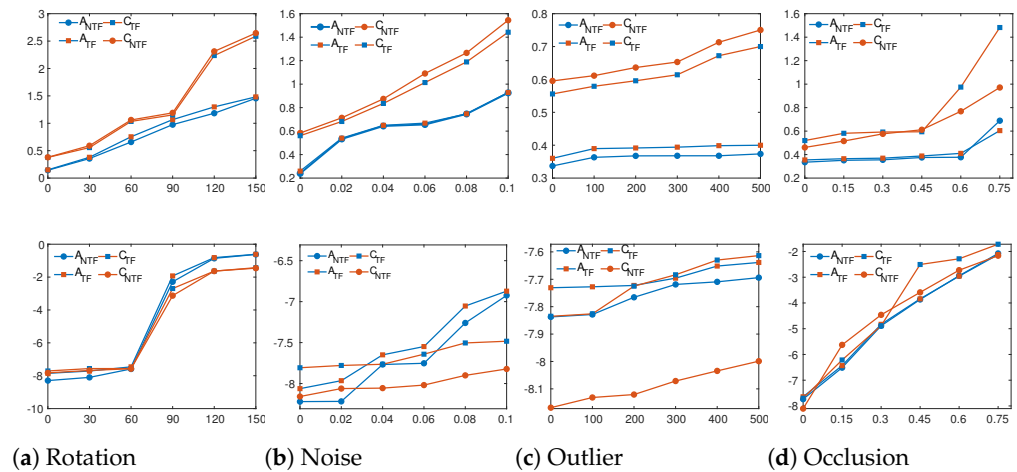 A_NTF C_TF
A_TF C_NTF
3
2.5
2
1.5
1
0.5
0
0 30 60 90 120 150
A_NTF C_TF
A_TF C_NTF
1.6
1.4
1.2
1
0.8
0.6
0.4
0.2
0 0.02 0.04 0.06 0.08 0.1
A_NTF C_TF
A_TF C_NTF
0.8
0.7
0.6
0.5
0.4
0.3
0 100 200 300 400 500
A_NTF C_TF
A_TF C_NTF
1.6
1.4
1.2
1
0.8
0.6
0.4
0.2
0 0.15 0.3 0.45 0.6 0.75
A_NTF C_TF
A_TF C_NTF
0
-2
-4
-6
-8
-10
0 30 60 90 120 150
A_NTF C_TF
A_TF C_NTF
-6.5
-7
-7.5
-8
0 0.02 0.04 0.06 0.08 0.1
A_NTF C_TF
A_TF C_NTF
-7.6
-7.7
-7.8
-7.9
-8
-8.1
0 100 200 300 400 500
A_NTF C_TF
A_TF C_NTF
-2
-3
-4
-5
-6
-7
-8
0 0.15 0.3 0.45 0.6 0.75
(a) Rotation (b) Noise (c) Outlier (d) Occlusion